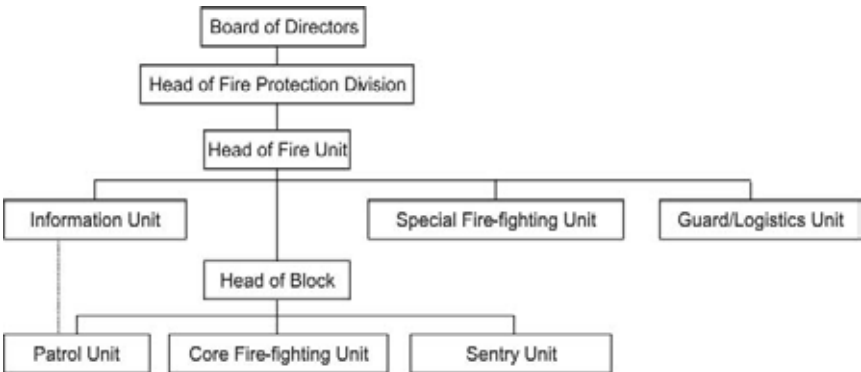 Board of Directors
Head of Fire Protection Division
Head of Fire Unit
Information Unit
Special Fire-fighting Unit
Guard/Logistics Unit
Head of Block
Patrol Unit
Core Fire-fighting Unit
Sentry Unit